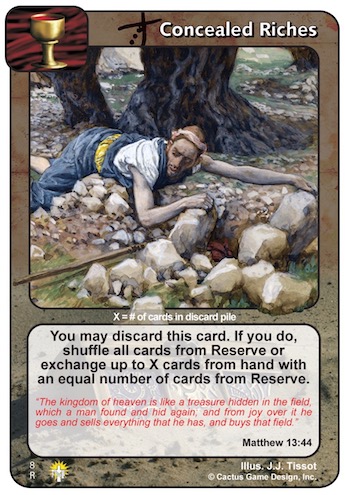 Concealed Riches
X = # of cards in discard pile
You may discard this card. If you do,
shuffle all cards from Reserve or
exchange up to X cards from hand with
an equal number of cards from Reserve.
"The kingdom of heaven is like a treasure hidden in the field,
which a man found and hid again, and from joy over it he
goes and sells everything that he has, and buys that field."
Matthew 13:44
8
R
Illus. J.J. Tissot
© Cactus Game Design, Inc.